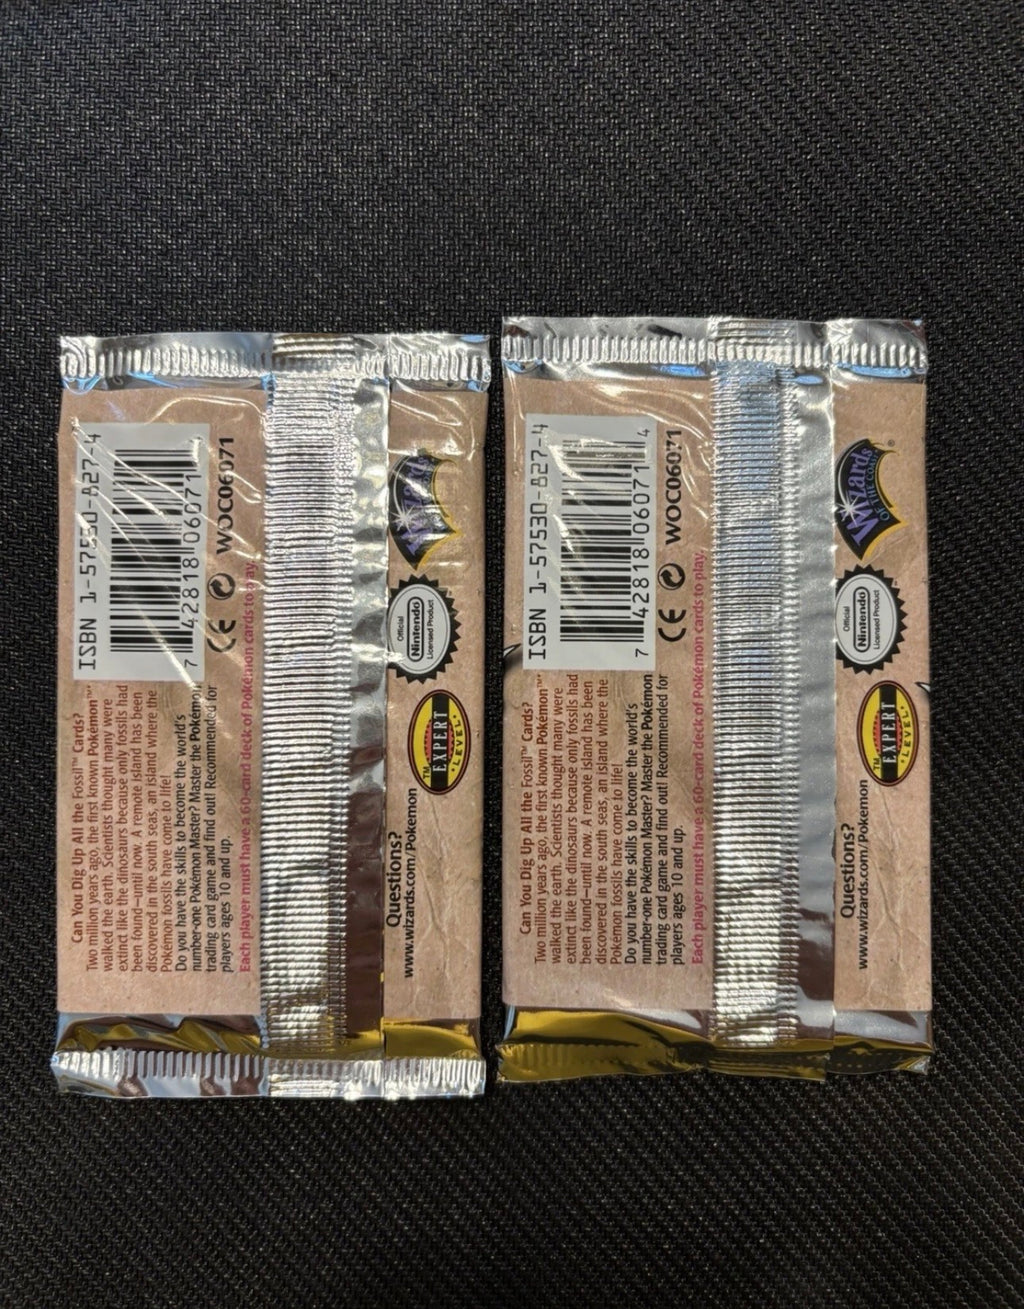 ISBN 1-57530-A27-4
7 42818 06071 4
CE
WOC06071
Can You Dig Up All the Fossil™ Cards?
Two million years ago, the first known Pokémon™
walked the earth. Scientists thought many were
extinct like the dinosaurs because only fossils had
been found—until now. A remote island has been
discovered in the south seas, an island where the
Pokémon fossils have come to life!
Do you have the skills to become the world's
number-one Pokémon Master? Master the Pokémon
trading card game and find out! Recommended for
players ages 10 and up.
Each player must have a 60-card deck of Pokémon cards to play.
Questions?
www.wizards.com/Pokemon
TM
EXPERT
LEVEL
Official
Nintendo
Licensed Product
Wizards
ISBN 1-57530-827-4
7 42818 06071 4
CE
WOC06071
Can You Dig Up All the Fossil™ Cards?
Two million years ago, the first known Pokémon™
walked the earth. Scientists thought many were
extinct like the dinosaurs because only fossils had
been found—until now. A remote island has been
discovered in the south seas, an island where the
Pokémon fossils have come to life!
Do you have the skills to become the world's
number-one Pokémon Master? Master the Pokémon
trading card game and find out! Recommended for
players ages 10 and up.
Each player must have a 60-card deck of Pokémon cards to play.
Questions?
www.wizards.com/Pokemon
TM
EXPERT
LEVEL
Official
Nintendo
Licensed Product
Wizards
OF THE COAST
®